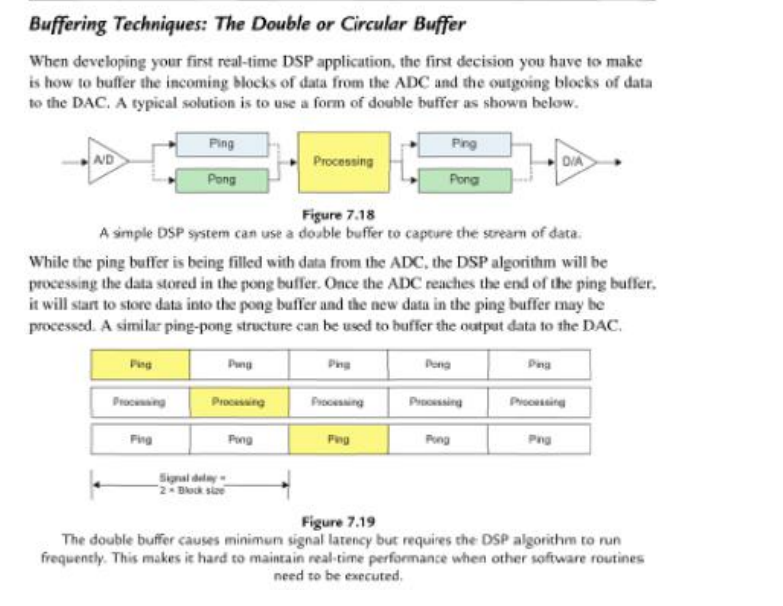 Buffering Techniques: The Double or Circular Buffer
When developing your first real-time DSP application, the first decision you have to make
is how to buffer the incoming blocks of data from the ADC and the outgoing blocks of data
to the DAC. A typical solution is to use a form of double buffer as shown below.
Ping Ping
A/D Processing D/A
Pong Pong
Figure 7.18
A simple DSP system can use a double buffer to capture the stream of data.
While the ping buffer is being filled with data from the ADC, the DSP algorithm will be
processing the data stored in the pong buffer. Once the ADC reaches the end of the ping buffer,
it will start to store data into the pong buffer and the new data in the ping buffer may be
processed. A similar ping-pong structure can be used to buffer the output data to the DAC.
Ping Pong Ping Pong Ping
Processing Processing Processing Processing Processing
Ping Pong Ping Pong Ping
Signal delay =
2 × Block size
Figure 7.19
The double buffer causes minimum signal latency but requires the DSP algorithm to run
frequently. This makes it hard to maintain real-time performance when other software routines
need to be executed.